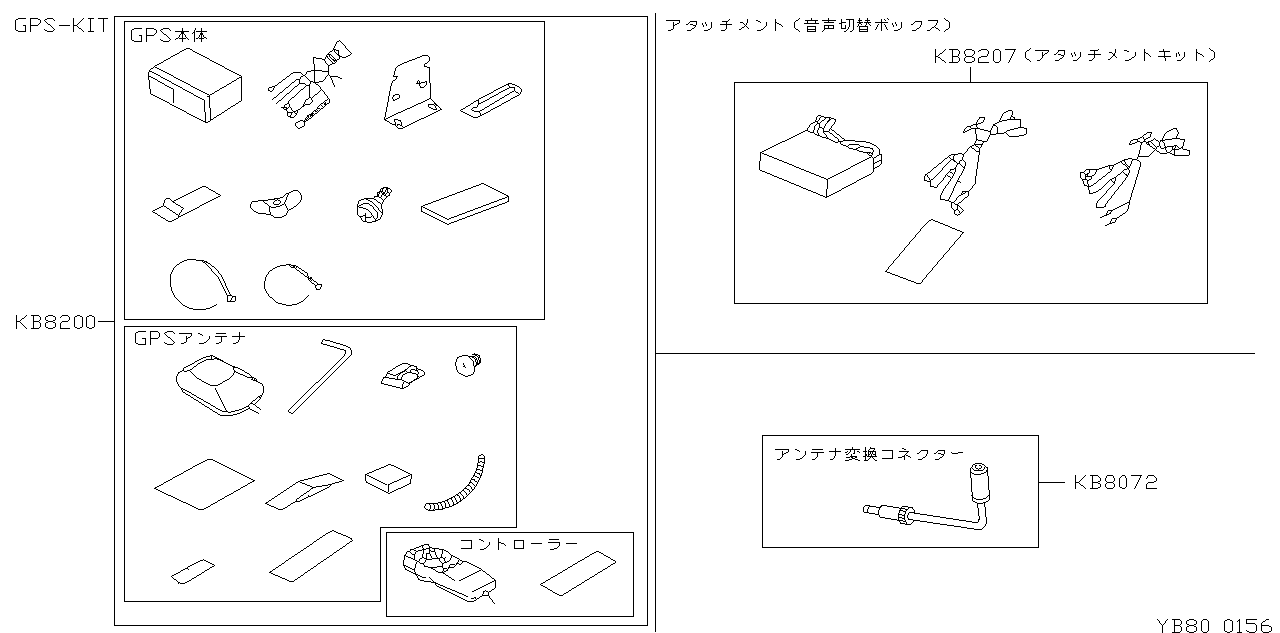 GPS-KIT
GPS本体
KB8200
GPSアンテナ
コントローラー
アタッチメント（音声切替ボックス）
KB8207（アタッチメントキット）
アンテナ変換コネクター
KB8072
YB80 0156